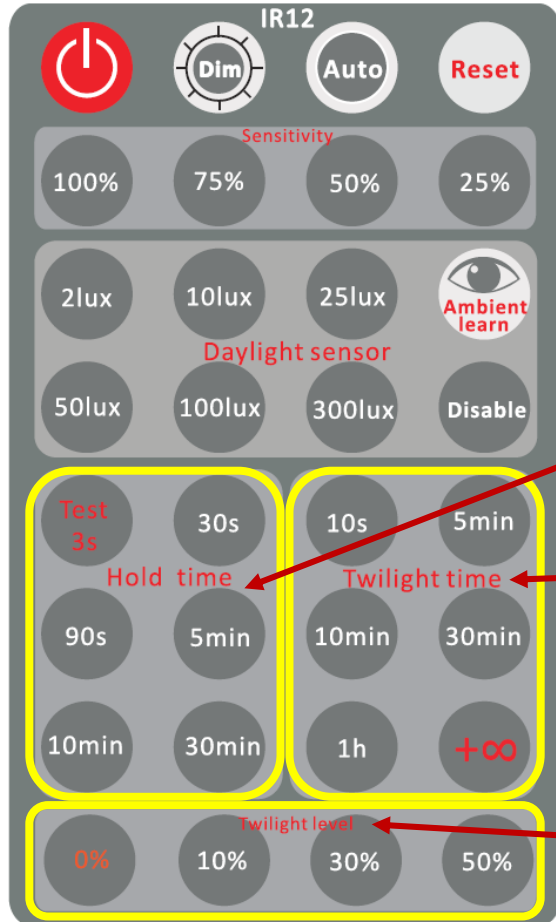 IR12
Dim Auto Reset
Sensitivity
100% 75% 50% 25%
2lux 10lux 25lux Ambient
learn
Daylight sensor
50lux 100lux 300lux Disable
Test
3s
30s 10s 5min
Hold time Twilight time
90s 5min 10min 30min
10min 30min 1h +∞
Twilight level
0% 10% 30% 50%